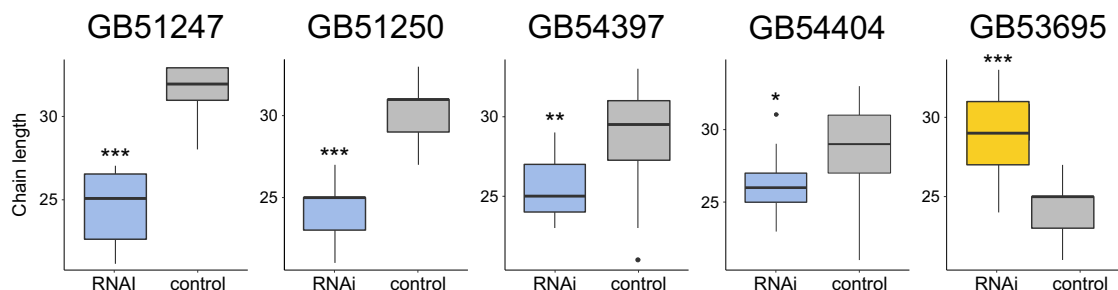 GB51247 GB51250 GB54397 GB54404 GB53695
Chain length
30
25
***
RNAI control
30
25
***
RNAi control
30
25
**
RNAi control
30
25
*
RNAi control
30
25
***
RNAi control